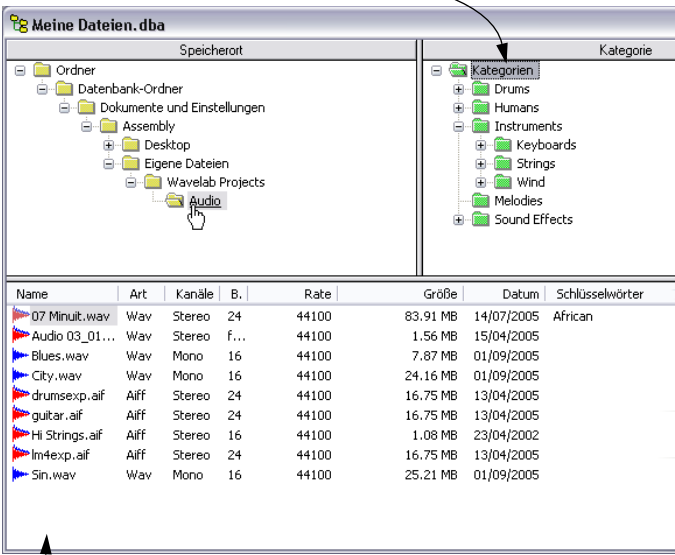 Meine Dateien.dba
Speicherort
Ordner
Datenbank-Ordner
Dokumente und Einstellungen
Assembly
Desktop
Eigene Dateien
Wavelab Projects
Audio
Kategorie
Kategorien
Drums
Humans
Instruments
Keyboards
Strings
Wind
Melodies
Sound Effects
Name Art Kanäle B. Rate Größe Datum Schlüsselwörter
07 Minuit.wav Wav Stereo 24 44100 83.91 MB 14/07/2005 African
Audio 03_01... Wav Stereo f... 44100 1.56 MB 15/04/2005
Blues.wav Wav Mono 16 44100 7.87 MB 01/09/2005
City.wav Wav Mono 16 44100 24.16 MB 01/09/2005
drumsexp.aif Aiff Stereo 24 44100 16.75 MB 13/04/2005
guitar.aif Aiff Stereo 24 44100 16.75 MB 13/04/2005
Hi Strings.aif Aiff Stereo 16 44100 1.08 MB 23/04/2002
lm4exp.aif Aiff Stereo 24 44100 16.75 MB 13/04/2005
Sin.wav Wav Mono 16 44100 25.21 MB 01/09/2005